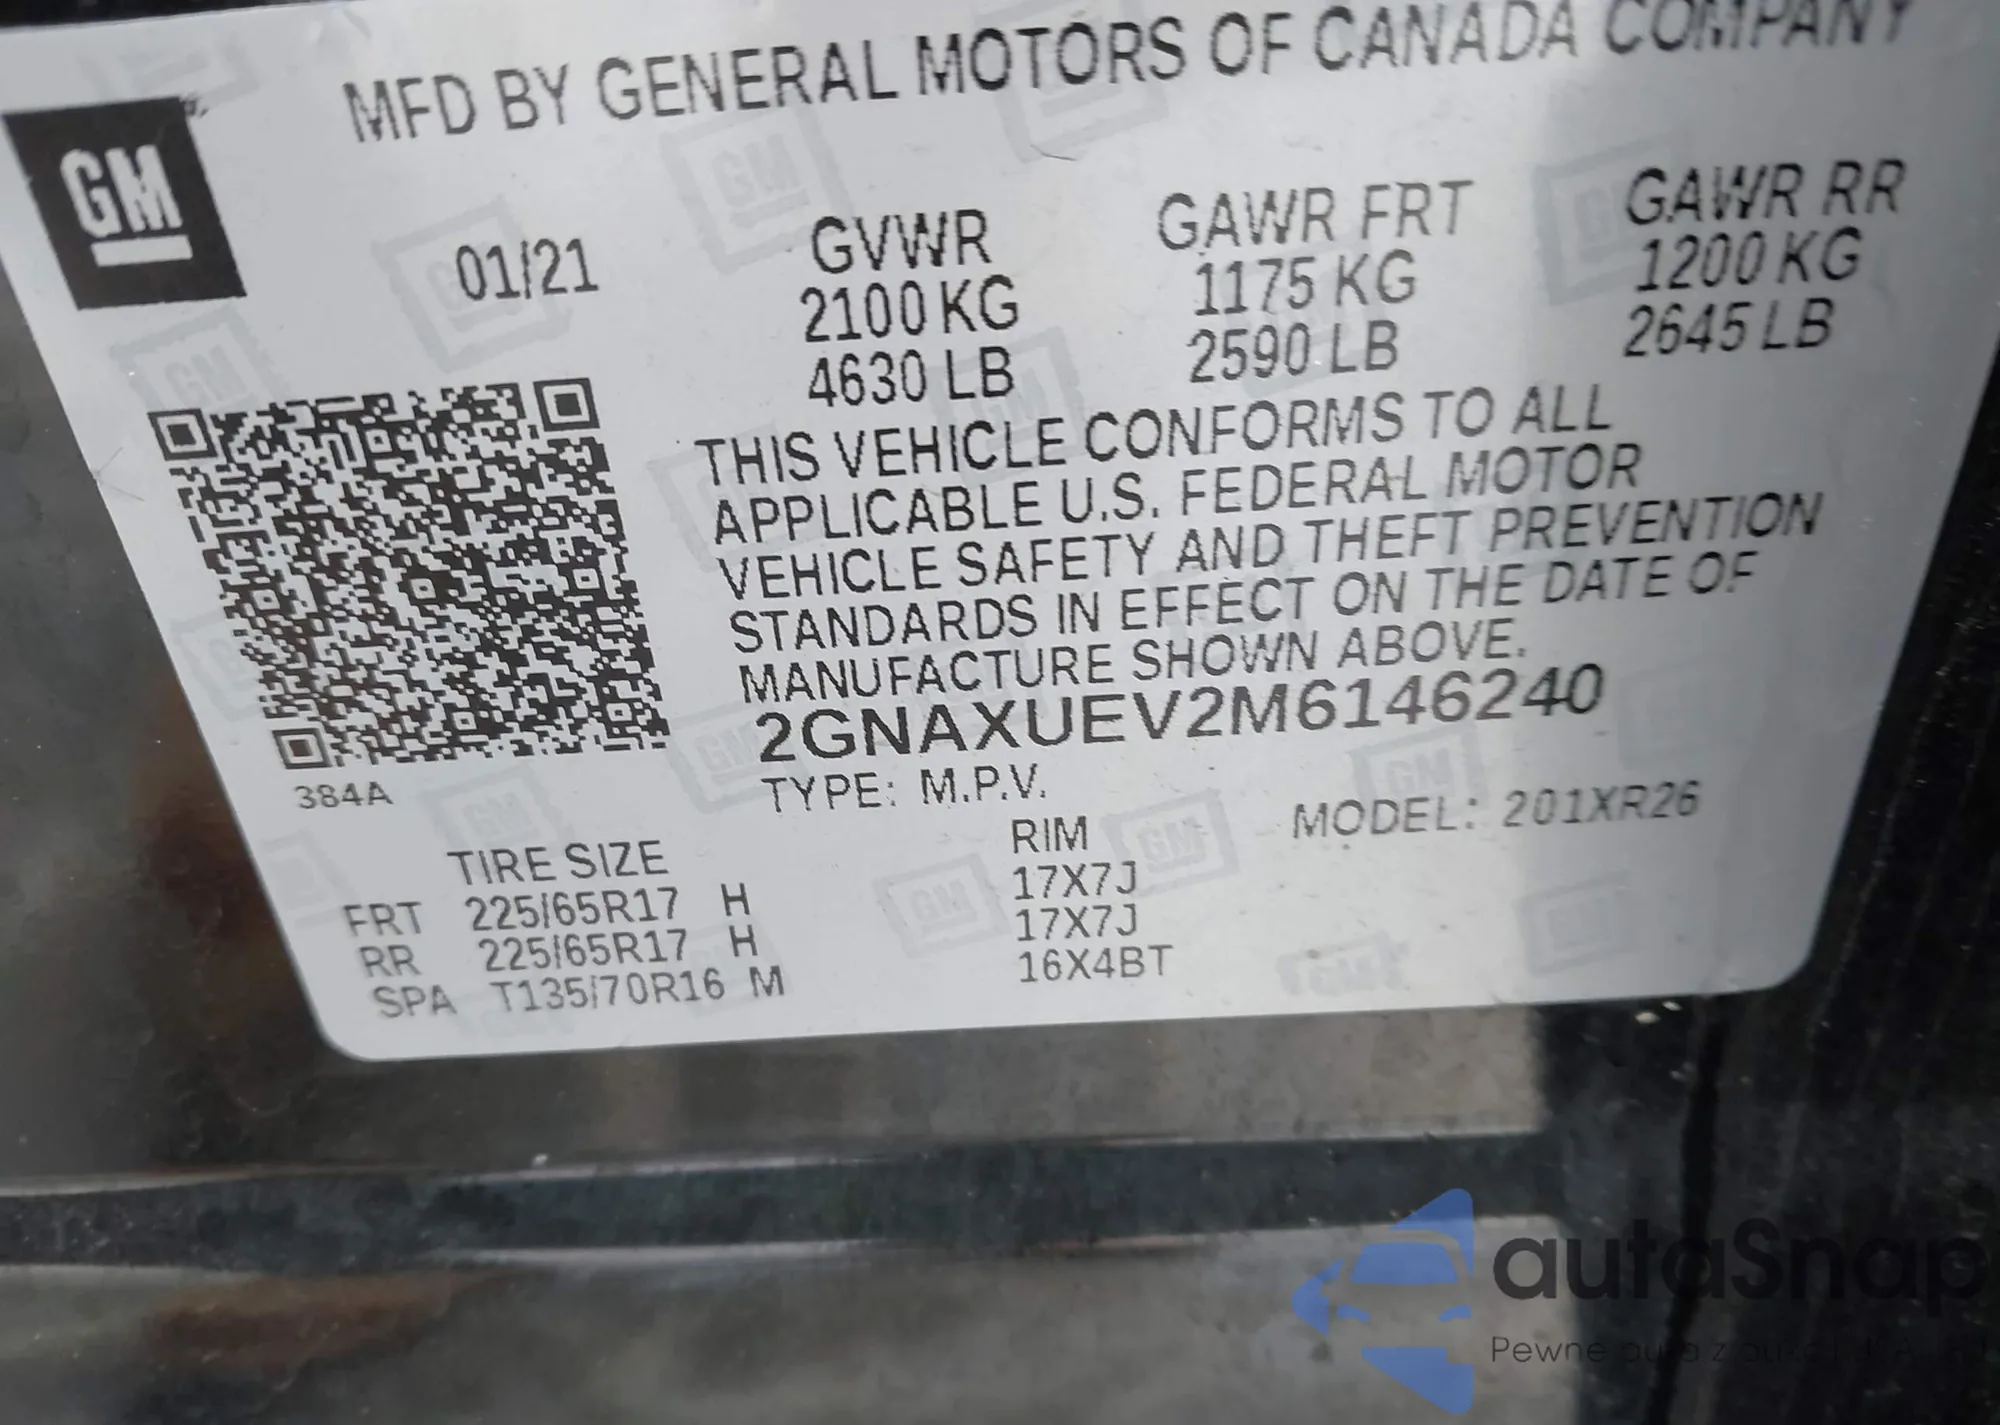 MFD BY GENERAL MOTORS OF CANADA COMPANY
GM
01/21
GVWR
2100 KG
4630 LB
GAWR FRT
1175 KG
2590 LB
GAWR RR
1200 KG
2645 LB
THIS VEHICLE CONFORMS TO ALL
APPLICABLE U.S. FEDERAL MOTOR
VEHICLE SAFETY AND THEFT PREVENTION
STANDARDS IN EFFECT ON THE DATE OF
MANUFACTURE SHOWN ABOVE.
2GNAXUEV2M6146240
TYPE: M.P.V.
MODEL: 201XR26
384A
TIRE SIZE RIM
FRT 225/65R17 H 17X7J
RR 225/65R17 H 17X7J
SPA T135/70R16 M 16X4BT
autaSnap
Pewne auta z